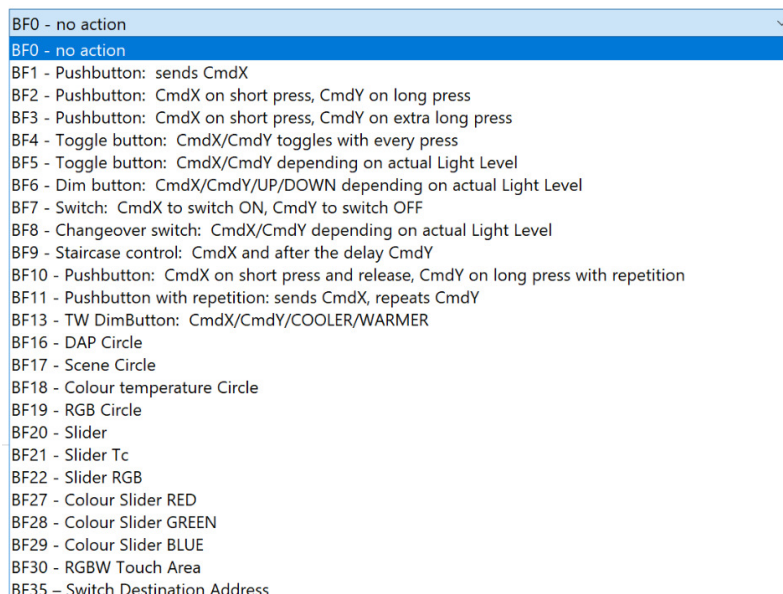 BF0 - no action
BF0 - no action
BF1 - Pushbutton:  sends CmdX
BF2 - Pushbutton:  CmdX on short press, CmdY on long press
BF3 - Pushbutton:  CmdX on short press, CmdY on extra long press
BF4 - Toggle button:  CmdX/CmdY toggles with every press
BF5 - Toggle button:  CmdX/CmdY depending on actual Light Level
BF6 - Dim button:  CmdX/CmdY/UP/DOWN depending on actual Light Level
BF7 - Switch:  CmdX to switch ON, CmdY to switch OFF
BF8 - Changeover switch:  CmdX/CmdY depending on actual Light Level
BF9 - Staircase control:  CmdX and after the delay CmdY
BF10 - Pushbutton:  CmdX on short press and release, CmdY on long press with repetition
BF11 - Pushbutton with repetition: sends CmdX, repeats CmdY
BF13 - TW DimButton:  CmdX/CmdY/COOLER/WARMER
BF16 - DAP Circle
BF17 - Scene Circle
BF18 - Colour temperature Circle
BF19 - RGB Circle
BF20 - Slider
BF21 - Slider Tc
BF22 - Slider RGB
BF27 - Colour Slider RED
BF28 - Colour Slider GREEN
BF29 - Colour Slider BLUE
BF30 - RGBW Touch Area
BF35 – Switch Destination Address